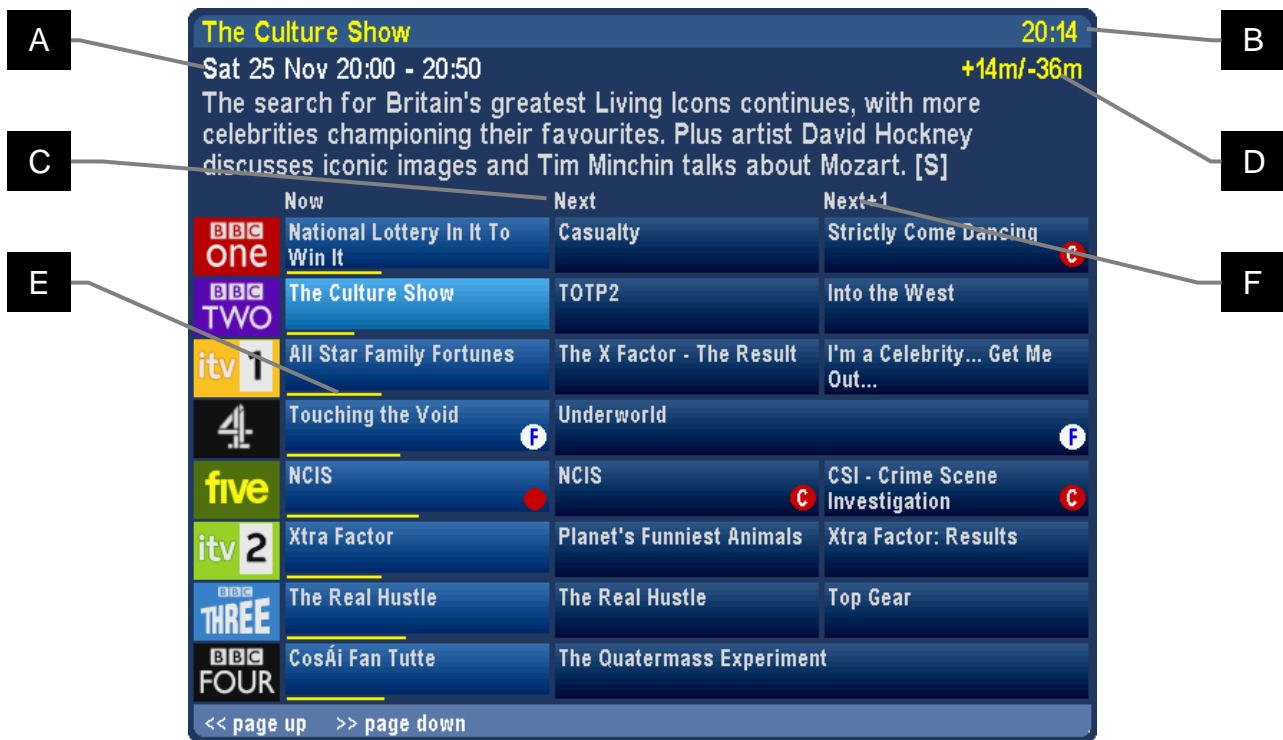 A
The Culture Show 20:14
B
Sat 25 Nov 20:00 - 20:50 +14m/-36m
The search for Britain's greatest Living Icons continues, with more
celebrities championing their favourites. Plus artist David Hockney
discusses iconic images and Tim Minchin talks about Mozart. [S]
C
D
Now Next Next+1
BBC one National Lottery In It To Win It Casualty Strictly Come Dancing C
E
F
BBC TWO The Culture Show TOTP2 Into the West
itv 1 All Star Family Fortunes The X Factor - The Result I'm a Celebrity... Get Me Out...
4 Touching the Void F Underworld F
five NCIS NCIS C CSI - Crime Scene Investigation C
itv 2 Xtra Factor Planet's Funniest Animals Xtra Factor: Results
BBC THREE The Real Hustle The Real Hustle Top Gear
BBC FOUR CosÁi Fan Tutte The Quatermass Experiment
<< page up >> page down